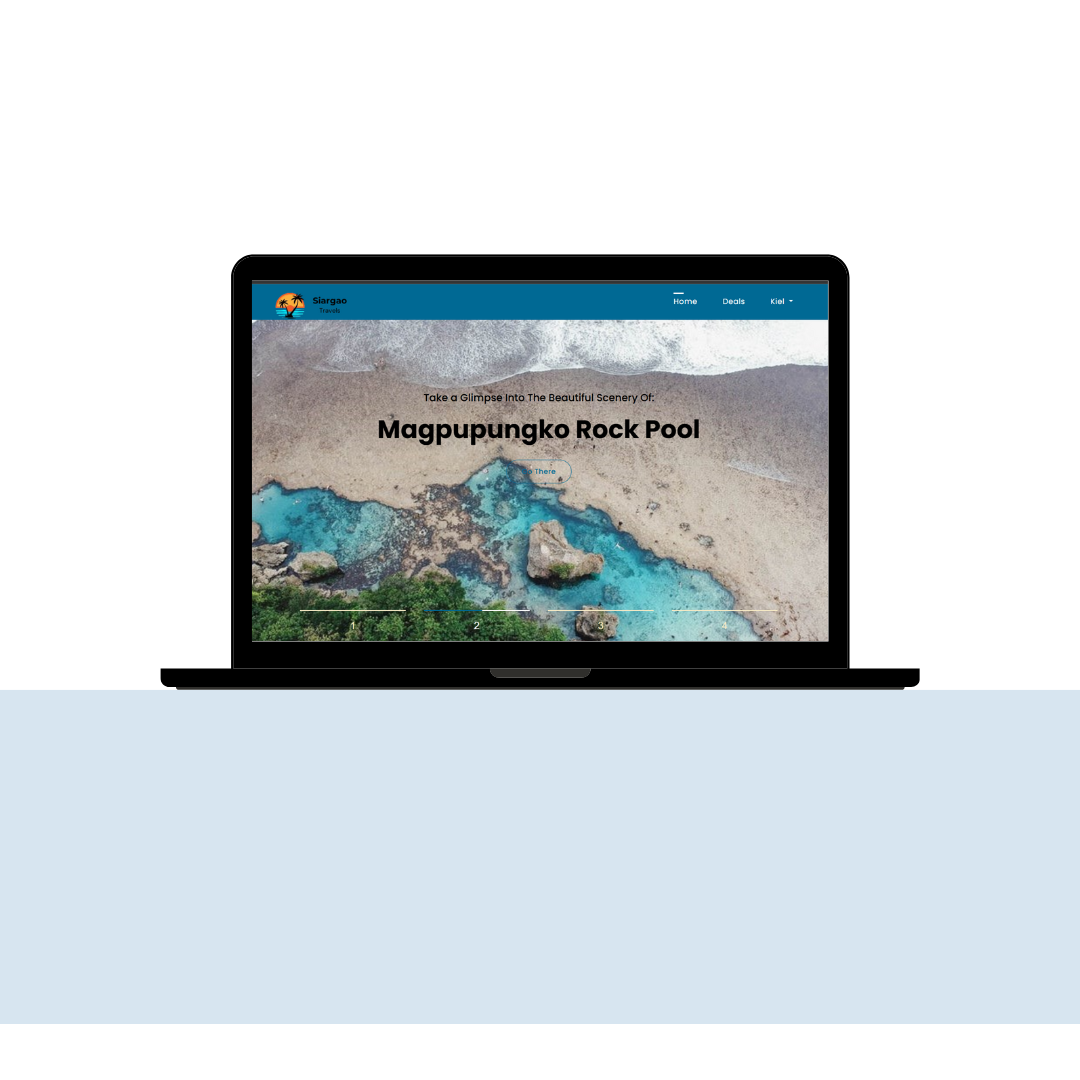 Siargao
Travels
Home
Deals
Kiel
Take a Glimpse Into The Beautiful Scenery Of:
Magpupungko Rock Pool
There
1
2
3
4